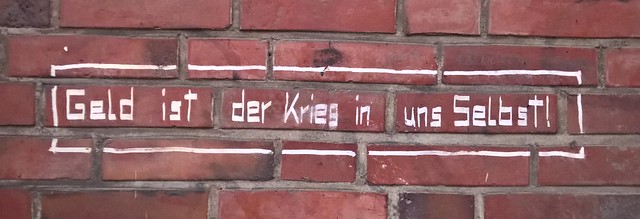 Geld ist der Krieg in uns Selbst!